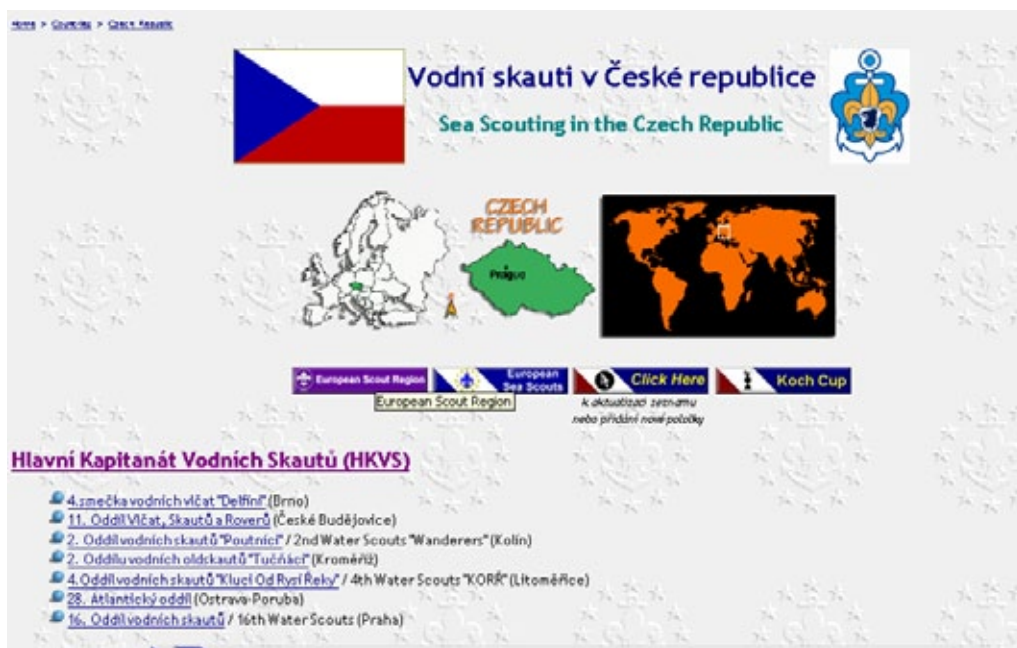 Home > Countries > Czech Republic
Vodní skauti v České republice
Sea Scouting in the Czech Republic
CZECH
REPUBLIC
Prague
European Scout Region
European
Sea Scouts
Click Here
Koch Cup
European Scout Region
k aktualizaci seznamu
nebo přidání nové položky
Hlavní Kapitanát Vodních Skautů (HKVS)
4.smečka vodních vlčat "Delfíni" (Brno)
11. Oddíl Vlčat, Skautů a Roverů (České Budějovice)
2. Oddíl vodních skautů "Poutníci" / 2nd Water Scouts "Wanderers" (Kolín)
2. Oddílu vodních oldskautů "Tučňáci" (Kroměříž)
4.Oddíl vodních skautů "Kluci Od Rysí Řeky" / 4th Water Scouts "KORŘ" (Litoměřice)
28. Atlantický oddíl (Ostrava-Poruba)
16. Oddíl vodních skautů / 16th Water Scouts (Praha)